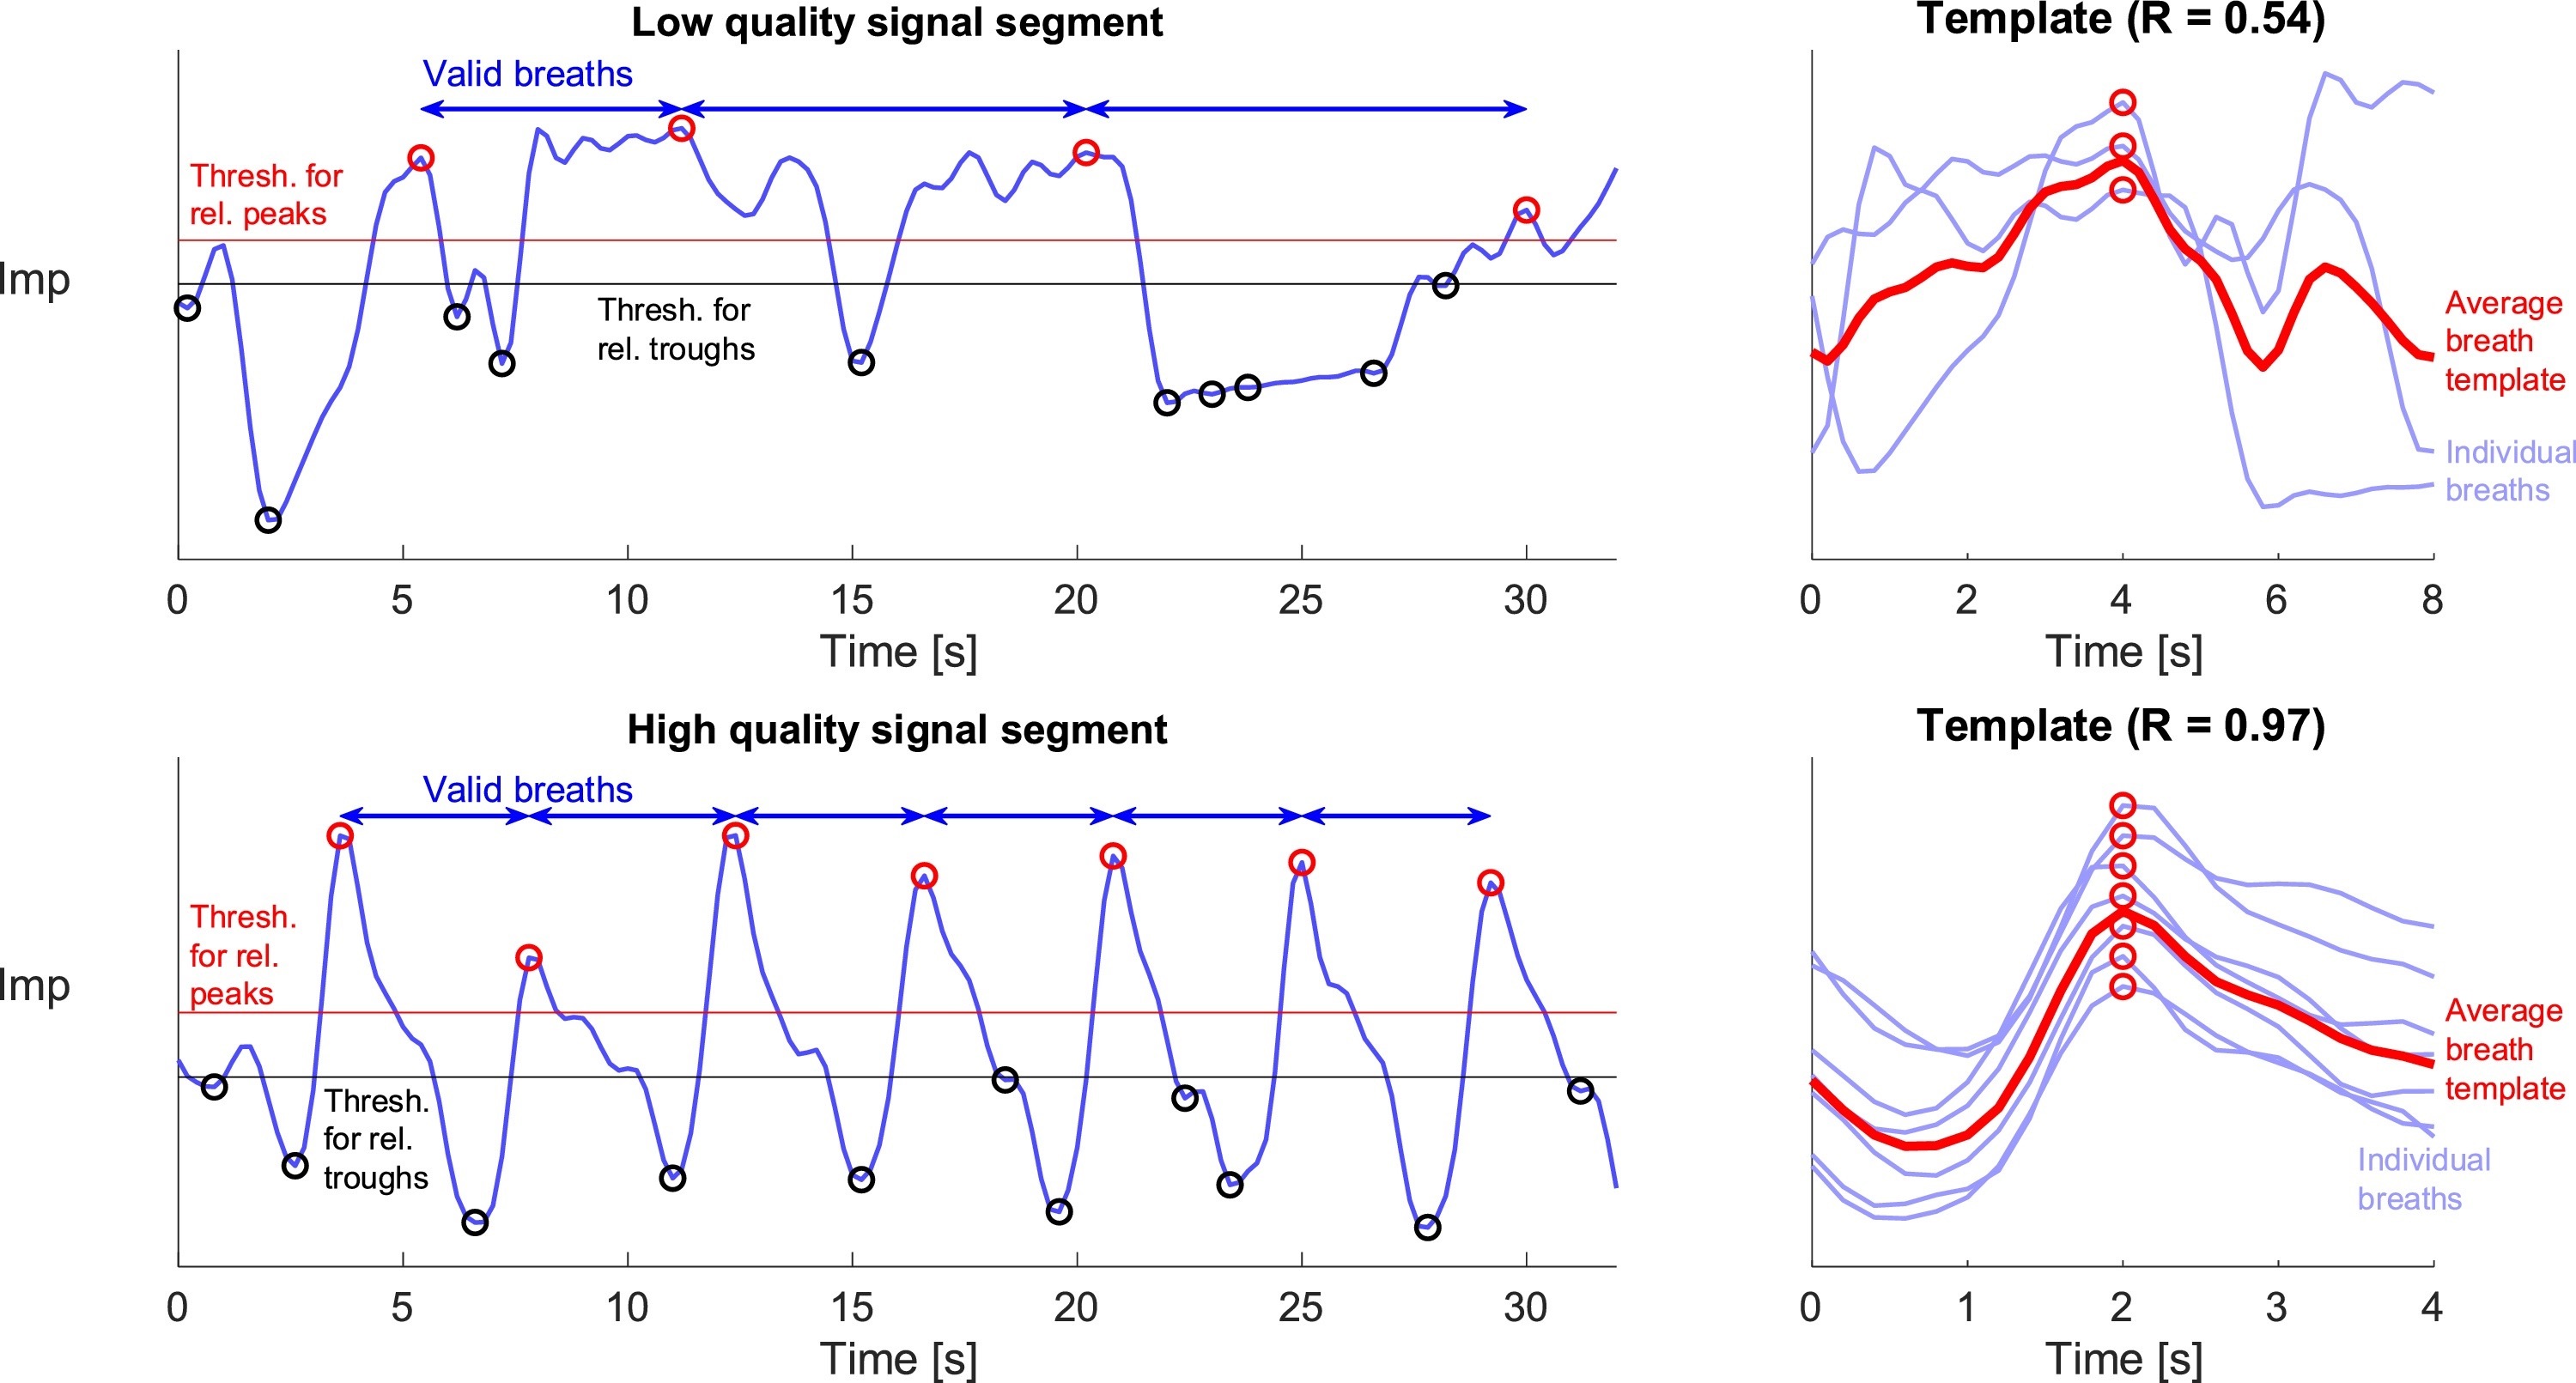 Low quality signal segment
Valid breaths
Thresh. for
rel. peaks
Imp
Thresh. for
rel. troughs
0 5 10 15 20 25 30
Time [s]
Template (R = 0.54)
Average
breath
template
Individual
breaths
0 2 4 6 8
Time [s]
High quality signal segment
Valid breaths
Thresh.
for rel.
peaks
Imp
Thresh.
for rel.
troughs
0 5 10 15 20 25 30
Time [s]
Template (R = 0.97)
Average
breath
template
Individual
breaths
0 1 2 3 4
Time [s]